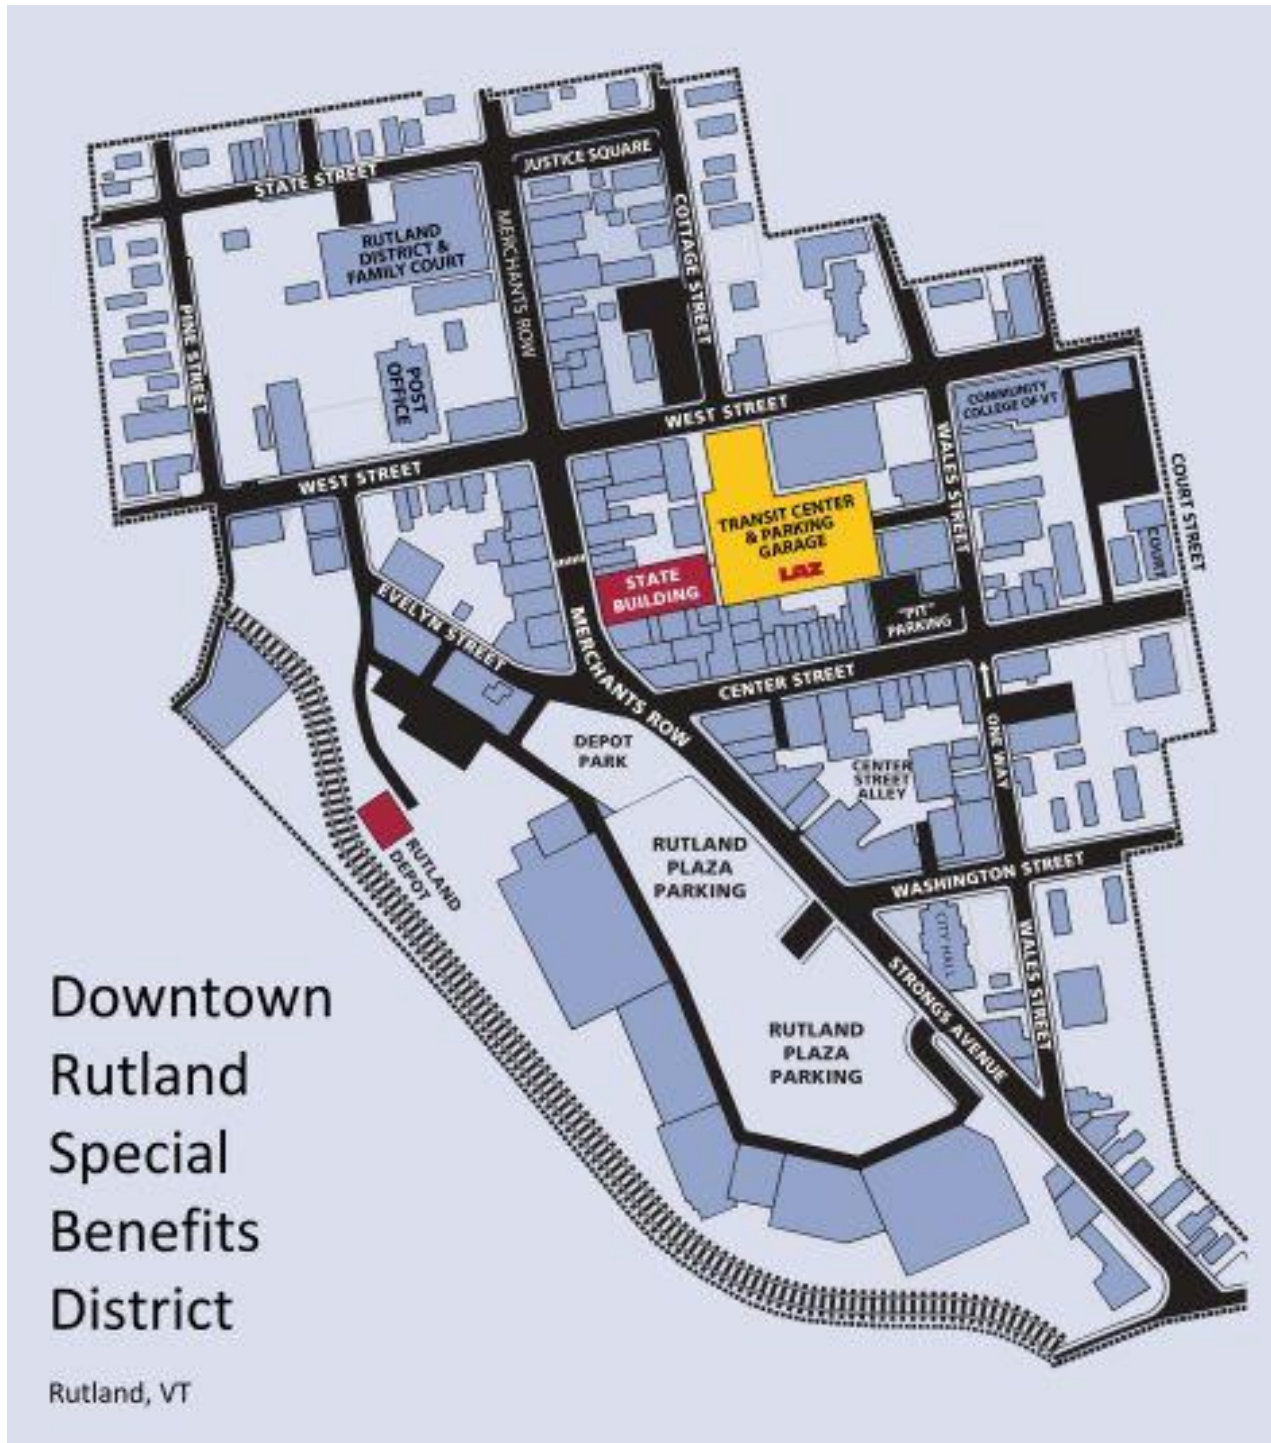 JUSTICE SQUARE
STATE STREET
RUTLAND
DISTRICT &
FAMILY COURT
MERCHANTS ROW
COTTAGE STREET
PINE STREET
POST
OFFICE
COMMUNITY
COLLEGE OF VT
WEST STREET
WEST STREET
WALES STREET
COURT STREET
COURT
TRANSIT CENTER
& PARKING
GARAGE
LAZ
STATE
BUILDING
"PIT"
PARKING
EVELYN STREET
MERCHANTS ROW
CENTER STREET
ONE WAY
DEPOT
PARK
CENTER
STREET
ALLEY
RUTLAND
DEPOT
RUTLAND
PLAZA
PARKING
WASHINGTON STREET
CITY HALL
WALES STREET
STRONGS AVENUE
RUTLAND
PLAZA
PARKING
Downtown
Rutland
Special
Benefits
District
Rutland, VT